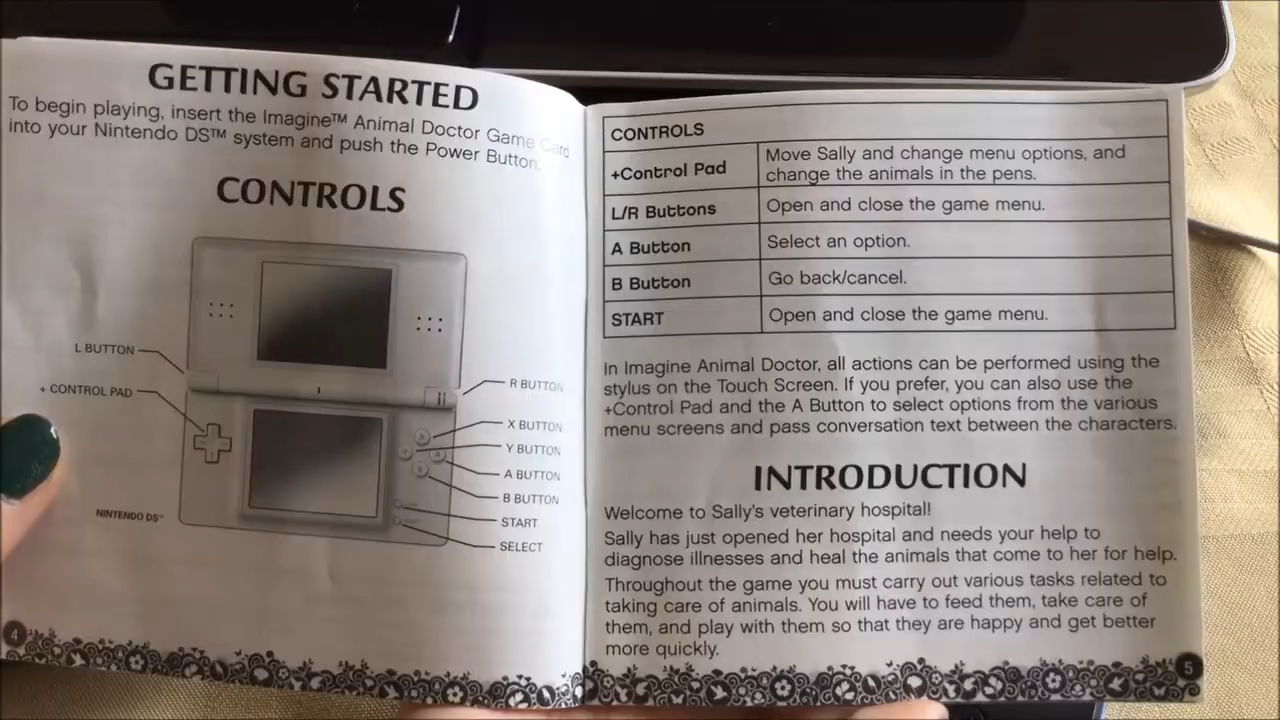 GETTING STARTED
To begin playing, insert the Imagine™ Animal Doctor Game Card
into your Nintendo DS™ system and push the Power Button.
CONTROLS
L BUTTON
+ CONTROL PAD
R BUTTON
X BUTTON
Y BUTTON
A BUTTON
B BUTTON
START
SELECT
NINTENDO DS™
4
CONTROLS
+Control Pad
Move Sally and change menu options, and
change the animals in the pens.
L/R Buttons
Open and close the game menu.
A Button
Select an option.
B Button
Go back/cancel.
START
Open and close the game menu.
In Imagine Animal Doctor, all actions can be performed using the
stylus on the Touch Screen. If you prefer, you can also use the
+Control Pad and the A Button to select options from the various
menu screens and pass conversation text between the characters.
INTRODUCTION
Welcome to Sally's veterinary hospital!
Sally has just opened her hospital and needs your help to
diagnose illnesses and heal the animals that come to her for help.
Throughout the game you must carry out various tasks related to
taking care of animals. You will have to feed them, take care of
them, and play with them so that they are happy and get better
more quickly.
5